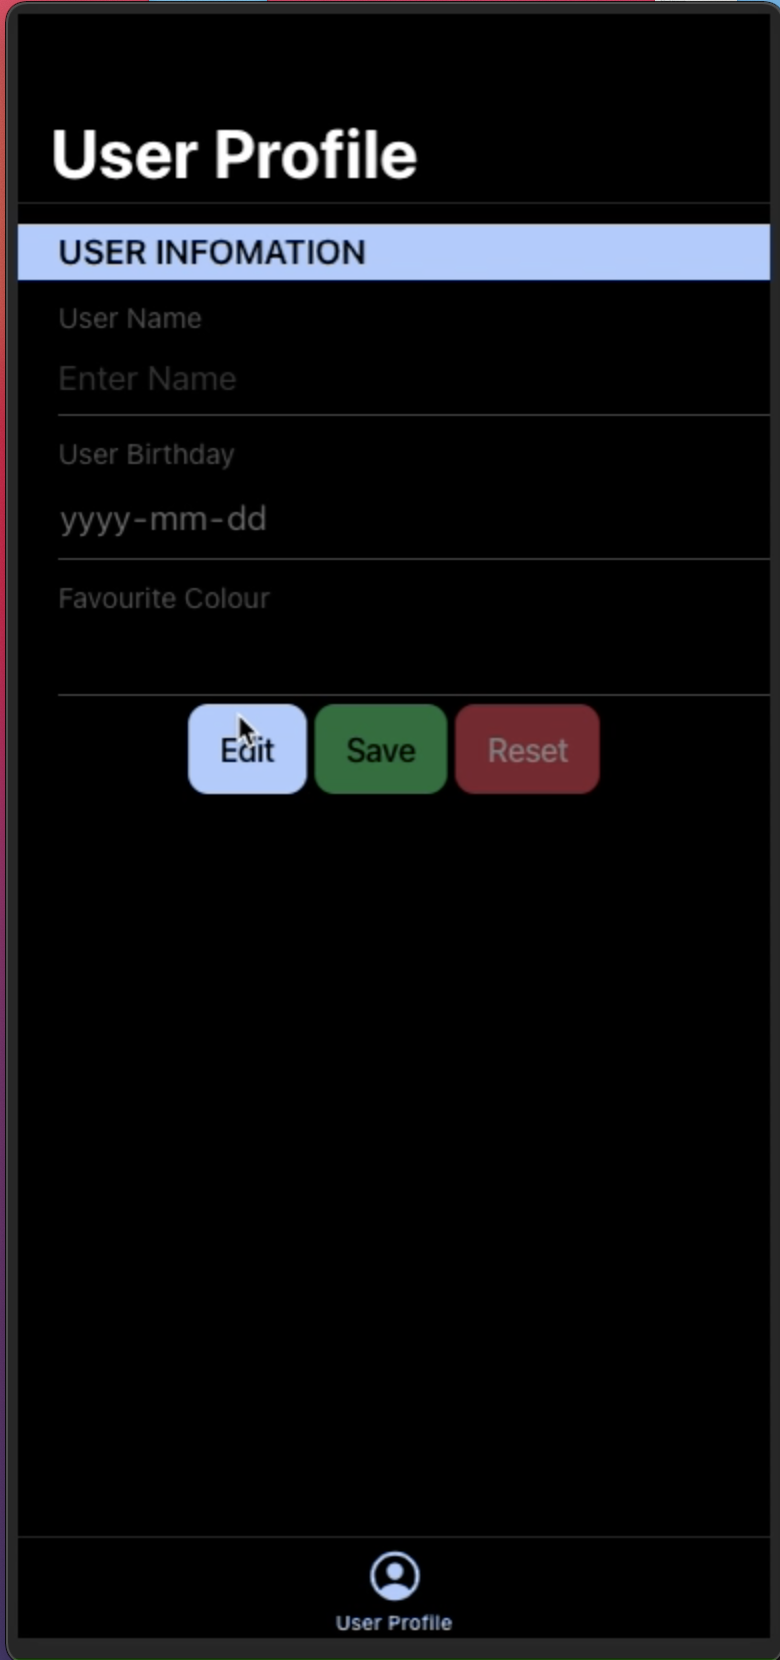 User Profile
USER INFOMATION
User Name
Enter Name
User Birthday
yyyy-mm-dd
Favourite Colour
Edit Save Reset
User Profile